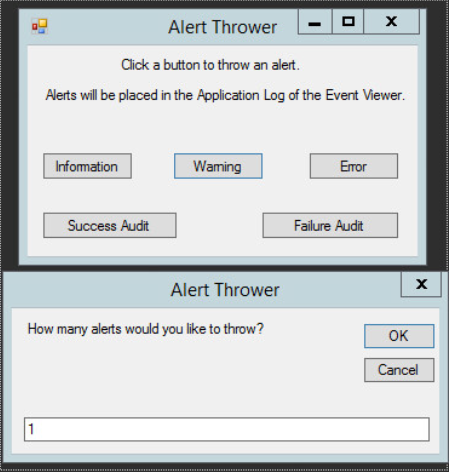 Alert Thrower
Click a button to throw an alert.
Alerts will be placed in the Application Log of the Event Viewer.
Information Warning Error
Success Audit Failure Audit
Alert Thrower
How many alerts would you like to throw?
OK
Cancel
1